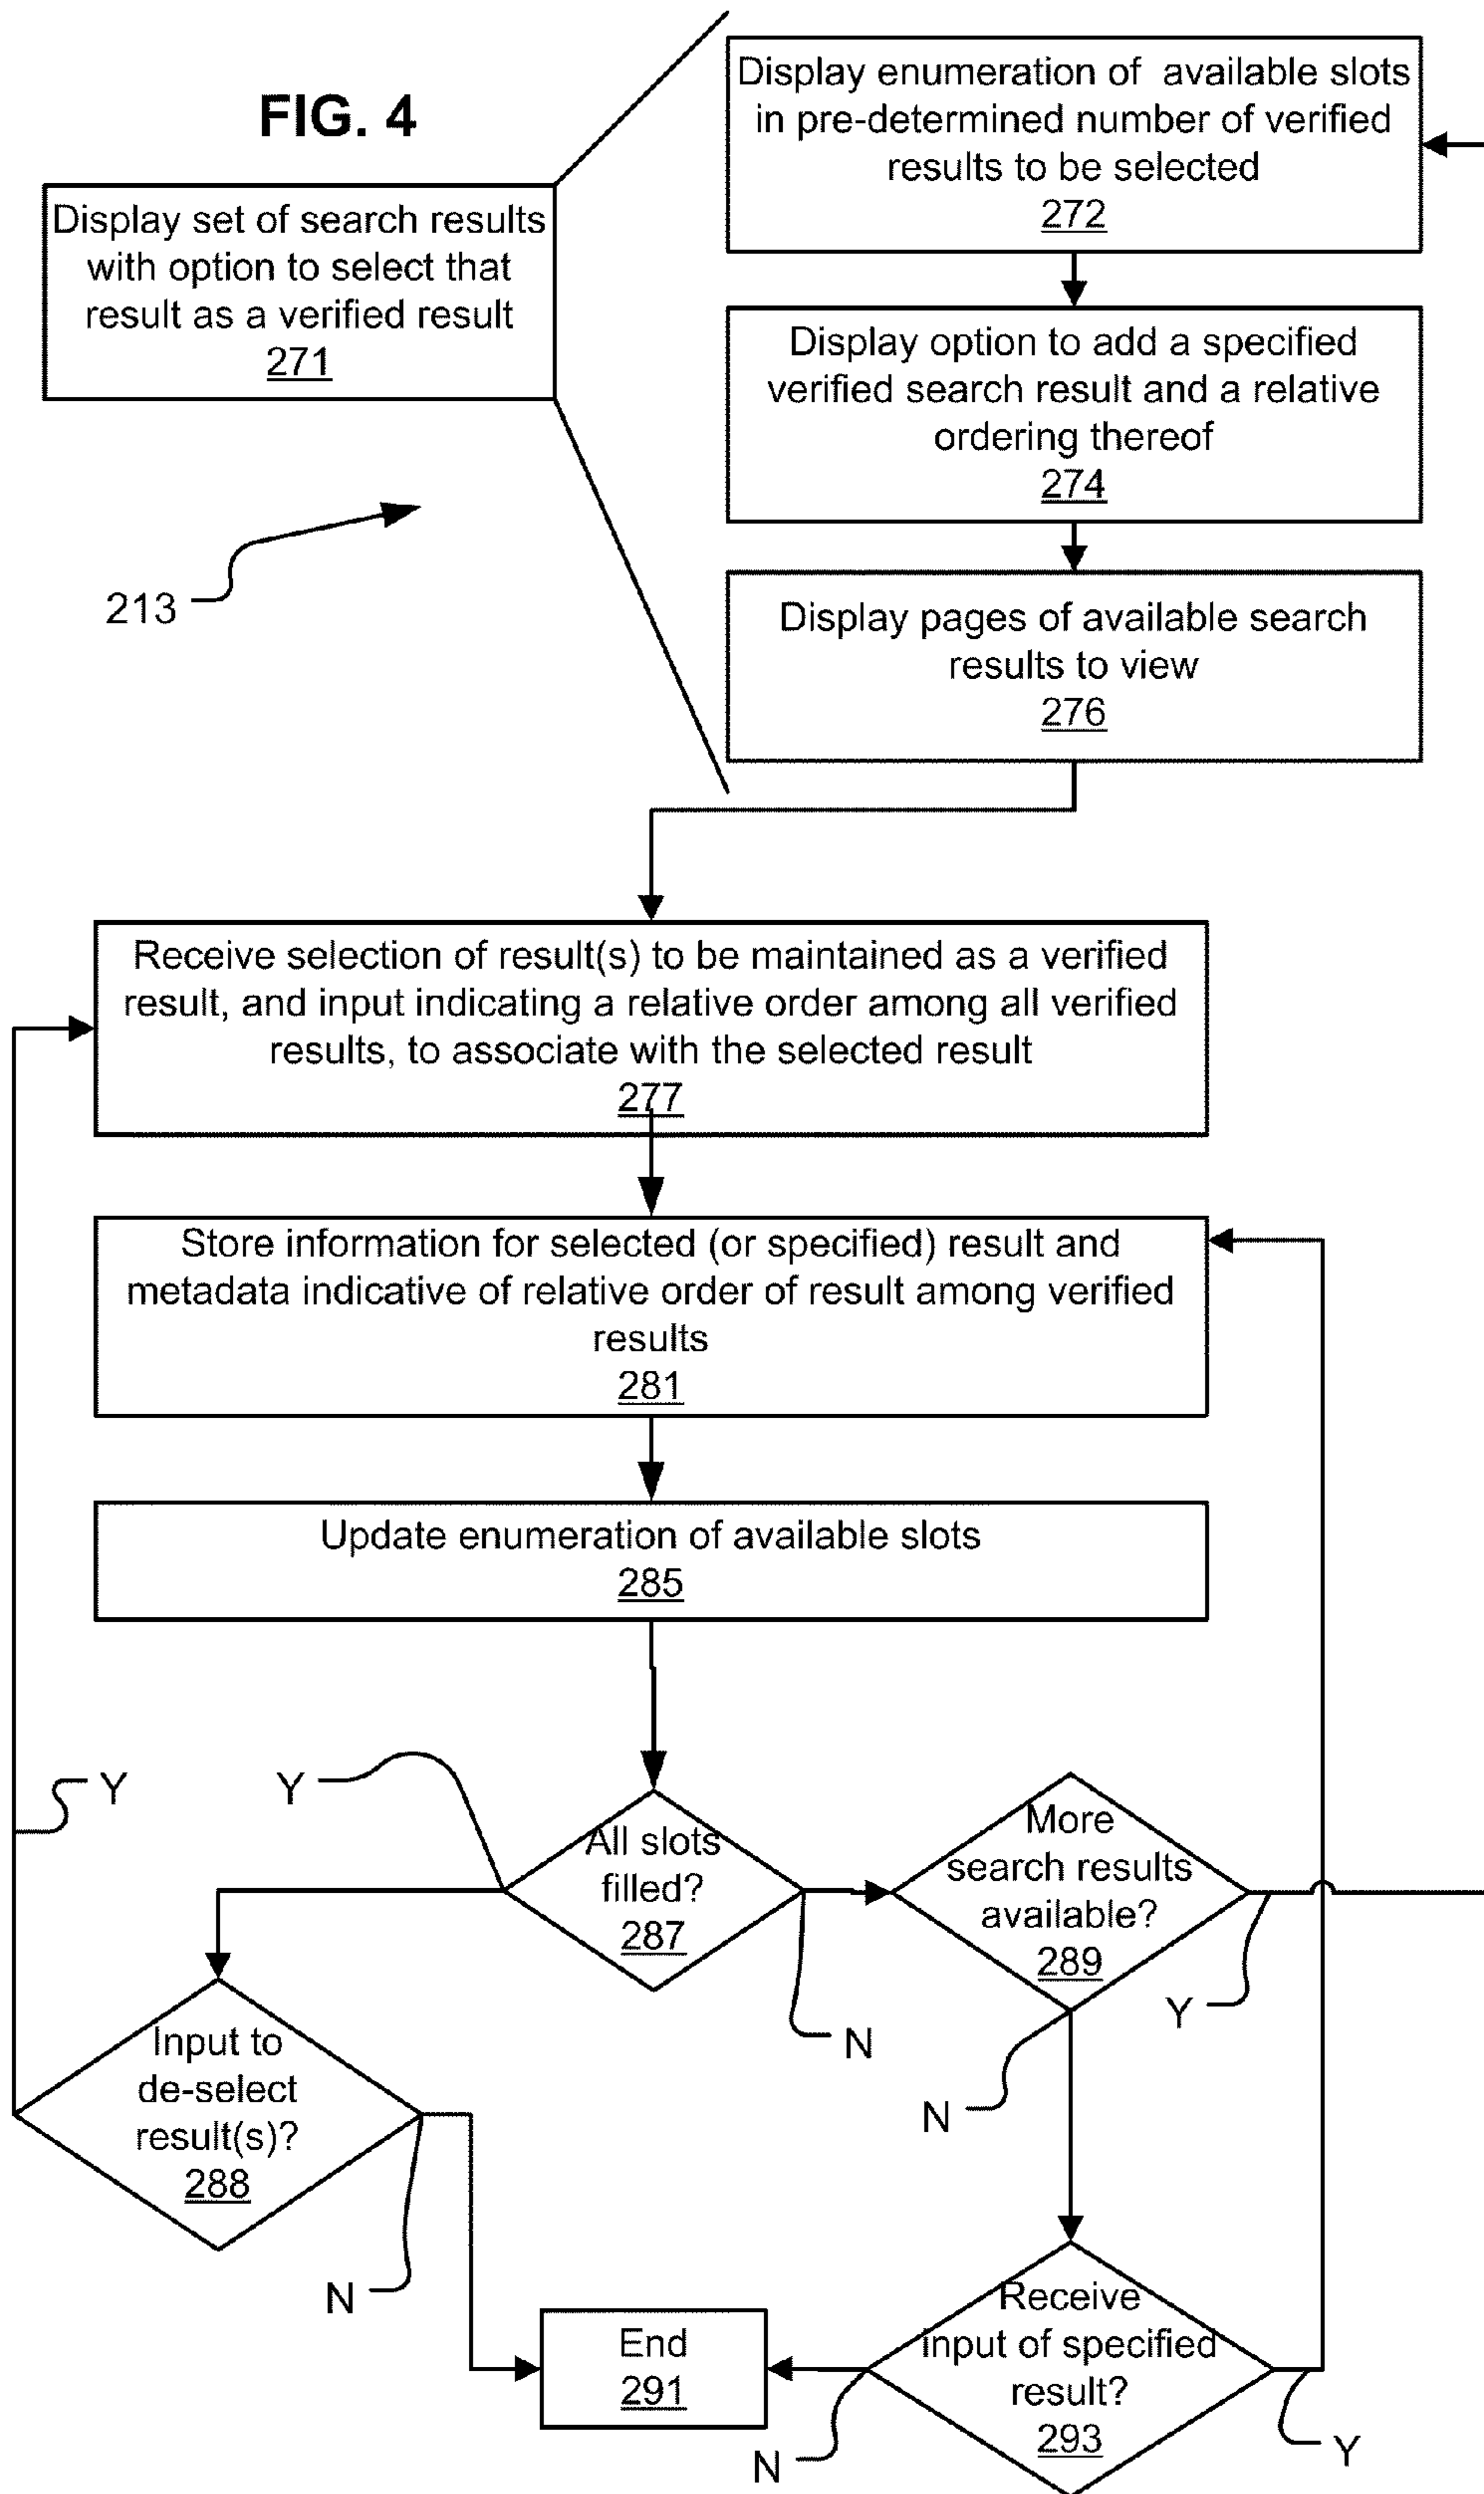 FIG. 4
Display set of search results
with option to select that
result as a verified result
271
213
Display enumeration of available slots
in pre-determined number of verified
results to be selected
272
Display option to add a specified
verified search result and a relative
ordering thereof
274
Display pages of available search
results to view
276
Receive selection of result(s) to be maintained as a verified
result, and input indicating a relative order among all verified
results, to associate with the selected result
277
Store information for selected (or specified) result and
metadata indicative of relative order of result among verified
results
281
Update enumeration of available slots
285
Y
Y
All slots
filled?
287
N
More
search results
available?
289
Y
N
Input to
de-select
result(s)?
288
N
End
291
Receive
input of specified
result?
293
N
Y